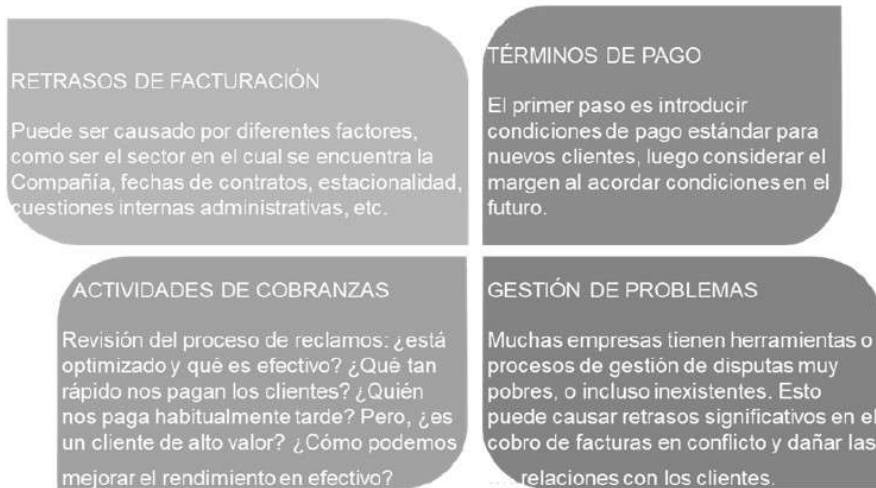 RETRASOS DE FACTURACIÓN
Puede ser causado por diferentes factores,
como ser el sector en el cual se encuentra la
Compañía, fechas de contratos, estacionalidad,
cuestiones internas administrativas, etc.
TÉRMINOS DE PAGO
El primer paso es introducir
condiciones de pago estándar para
nuevos clientes, luego considerar el
margen al acordar condiciones en el
futuro.
ACTIVIDADES DE COBRANZAS
Revisión del proceso de reclamos: ¿está
optimizado y qué es efectivo? ¿Qué tan
rápido nos pagan los clientes? ¿Quién
nos paga habitualmente tarde? Pero, ¿es
un cliente de alto valor? ¿Cómo podemos
mejorar el rendimiento en efectivo?
GESTIÓN DE PROBLEMAS
Muchas empresas tienen herramientas o
procesos de gestión de disputas muy
pobres, o incluso inexistentes. Esto
puede causar retrasos significativos en el
cobro de facturas en conflicto y dañar las
relaciones con los clientes.